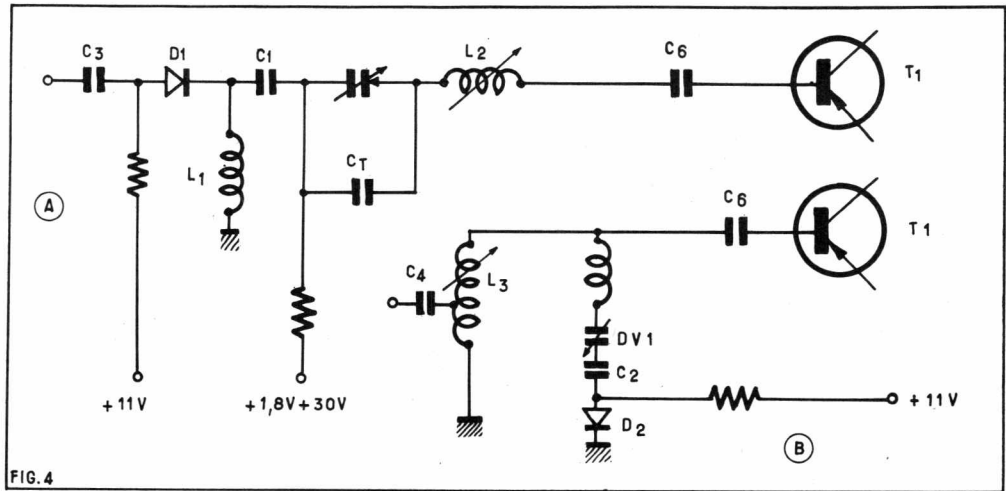 C3
D1
C1
L2
C6
T1
L1
CT
A
C6
T1
C4
L3
DV1
C2
+11V
+1,8V+30V
+11V
D2
B
FIG.4